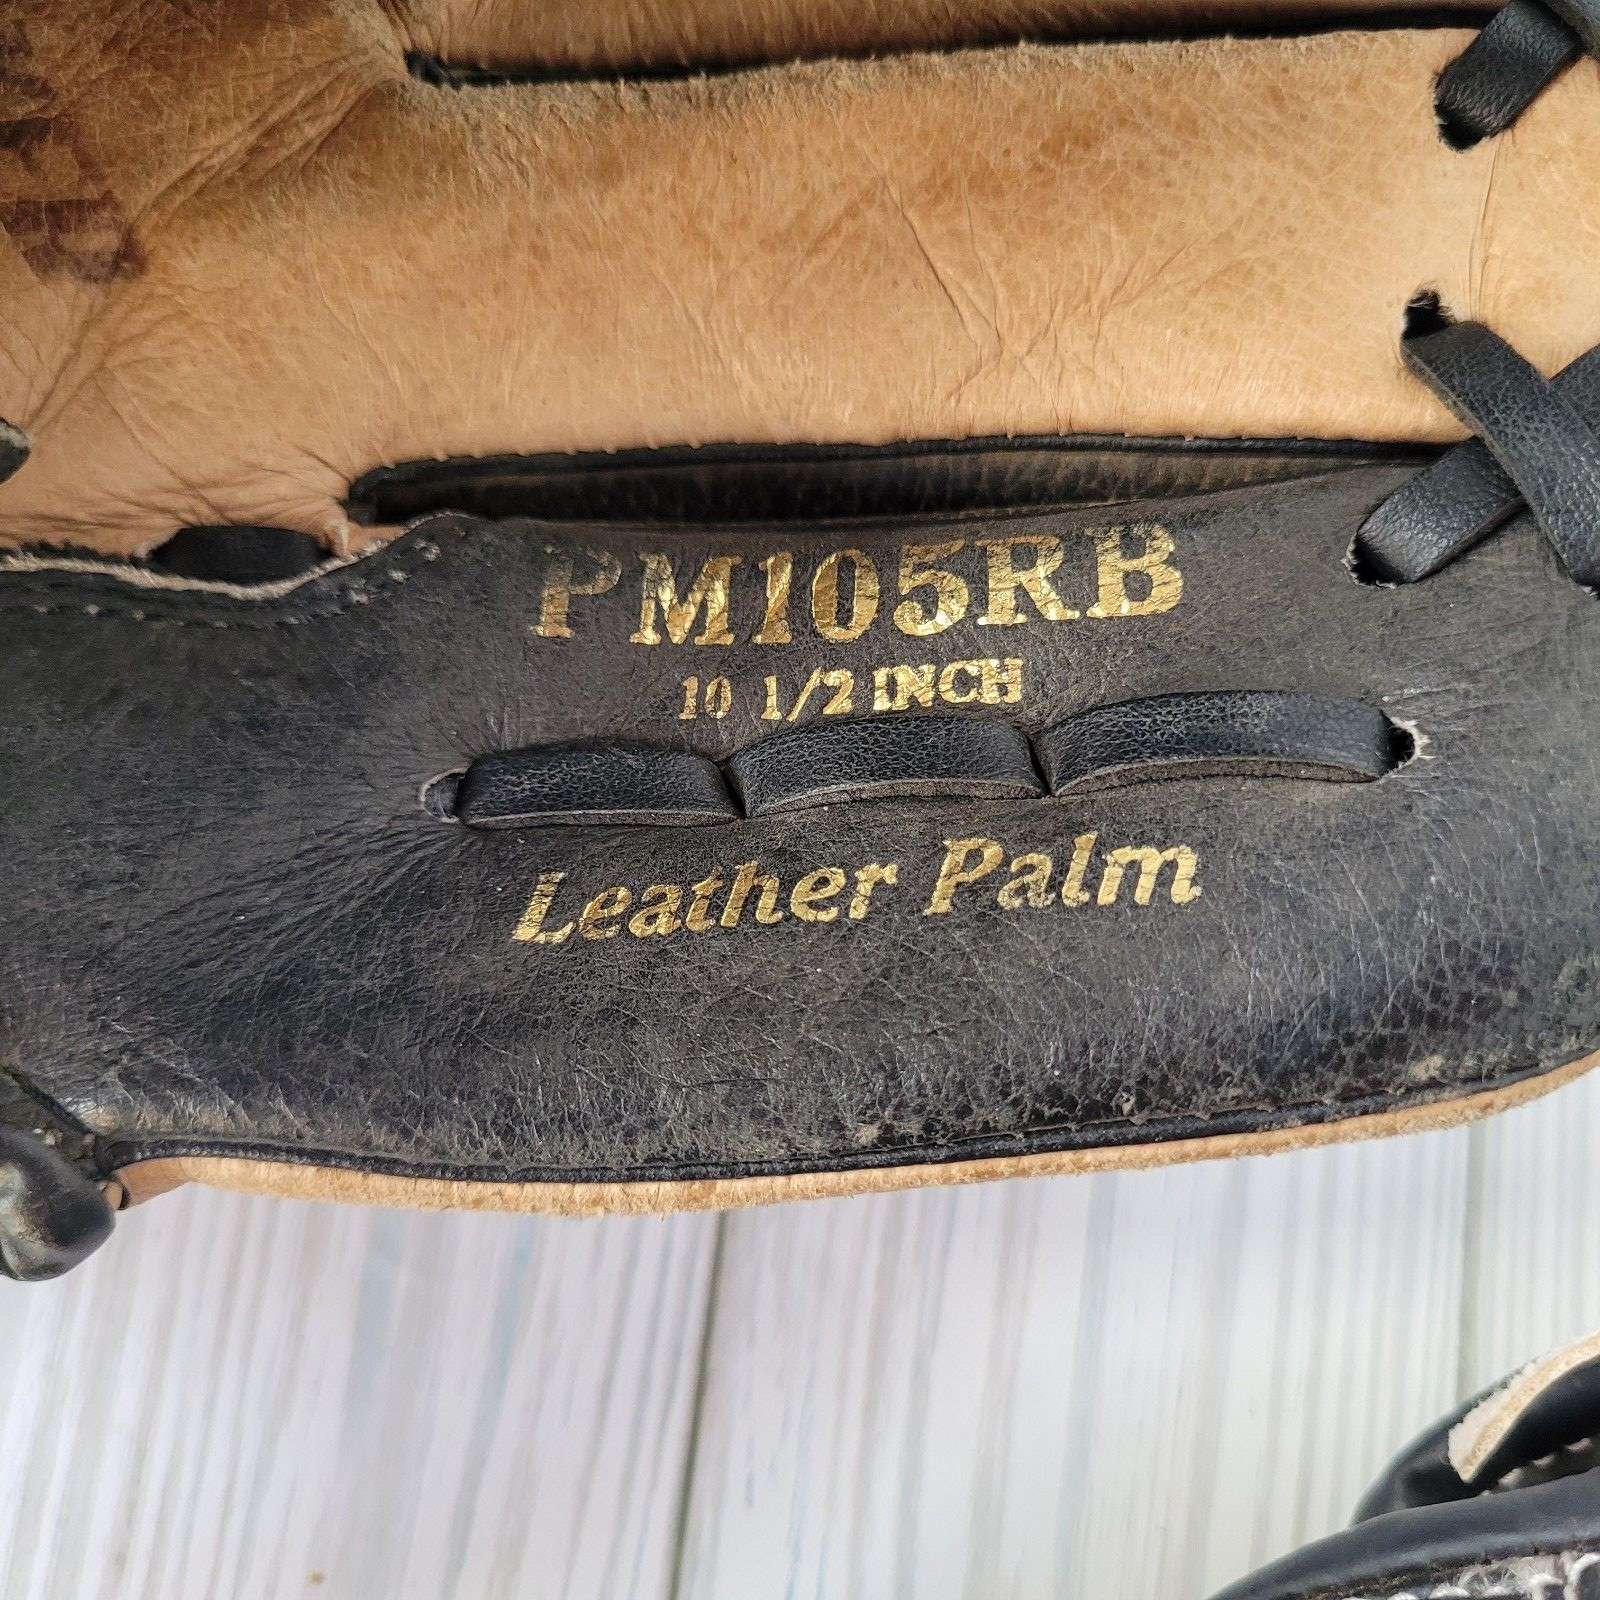 PM105RB
10 1/2 INCH
Leather Palm